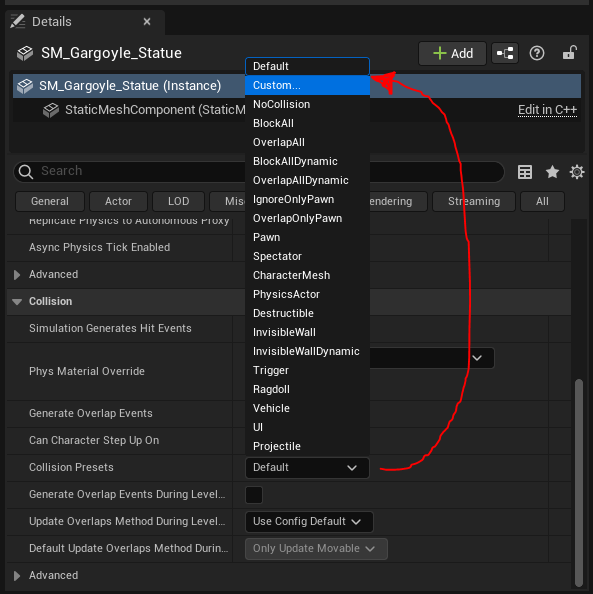 Details
SM_Gargoyle_Statue
Add
SM_Gargoyle_Statue (Instance)
StaticMeshComponent (StaticM
Edit in C++
Search
General
Actor
LOD
Misc
endering
Streaming
All
Replicate Physics to Autonomous Proxy
Async Physics Tick Enabled
Advanced
Collision
Simulation Generates Hit Events
Phys Material Override
Generate Overlap Events
Can Character Step Up On
Collision Presets
Default
Generate Overlap Events During Level...
Update Overlaps Method During Level...
Use Config Default
Default Update Overlaps Method Durin...
Only Update Movable
Advanced
Default
Custom...
NoCollision
BlockAll
OverlapAll
BlockAllDynamic
OverlapAllDynamic
IgnoreOnlyPawn
OverlapOnlyPawn
Pawn
Spectator
CharacterMesh
PhysicsActor
Destructible
InvisibleWall
InvisibleWallDynamic
Trigger
Ragdoll
Vehicle
UI
Projectile